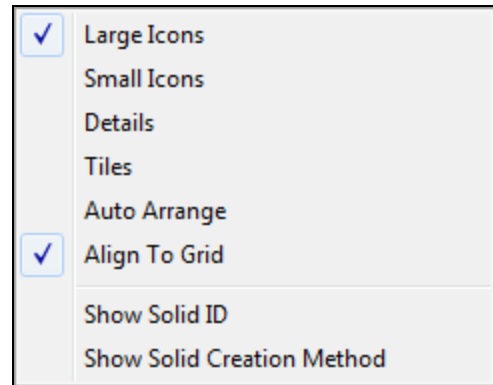 Large Icons
Small Icons
Details
Tiles
Auto Arrange
Align To Grid
Show Solid ID
Show Solid Creation Method